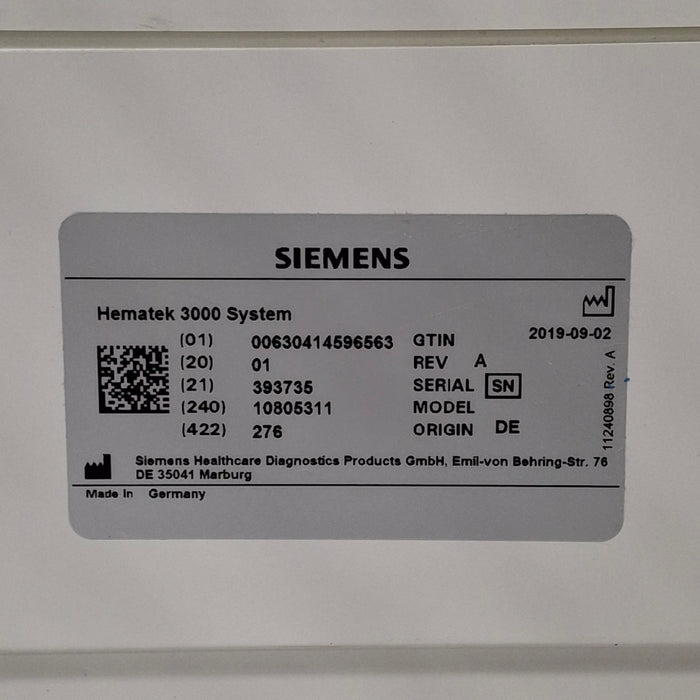 SIEMENS
Hematek 3000 System
2019-09-02
(01) 00630414596563 GTIN
(20) 01 REV A
(21) 393735 SERIAL SN
(240) 10805311 MODEL
(422) 276 ORIGIN DE
11240898 Rev. A
Siemens Healthcare Diagnostics Products GmbH, Emil-von Behring-Str. 76
DE 35041 Marburg
Made In Germany